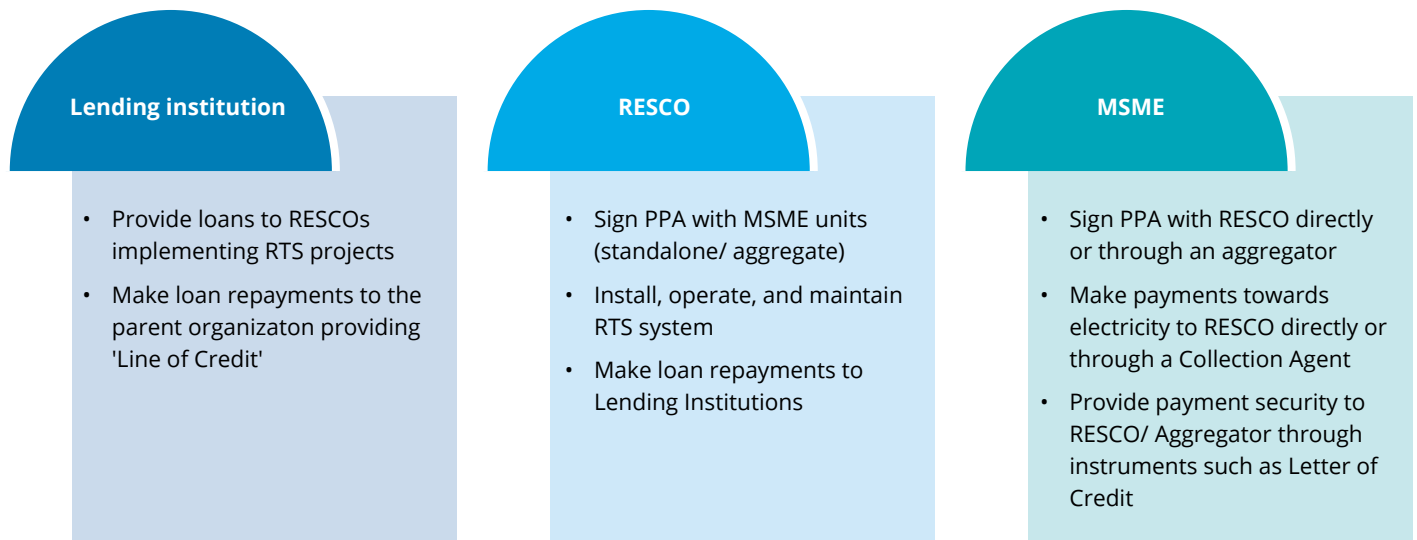 Lending institution
• Provide loans to RESCOs
implementing RTS projects
• Make loan repayments to the
parent organizaton providing
'Line of Credit'
RESCO
• Sign PPA with MSME units
(standalone/ aggregate)
• Install, operate, and maintain
RTS system
• Make loan repayments to
Lending Institutions
MSME
• Sign PPA with RESCO directly
or through an aggregator
• Make payments towards
electricity to RESCO directly or
through a Collection Agent
• Provide payment security to
RESCO/ Aggregator through
instruments such as Letter of
Credit